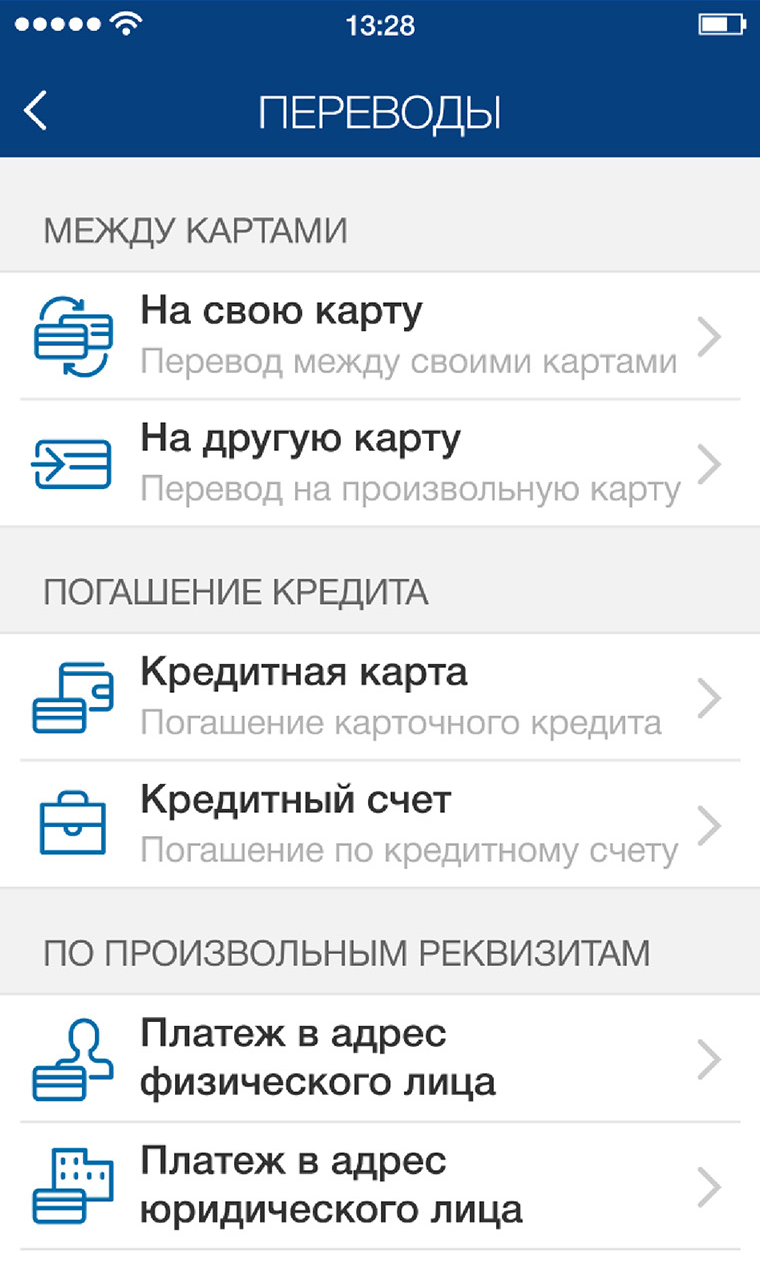 13:28
ПЕРЕВОДЫ
МЕЖДУ КАРТАМИ
На свою карту
Перевод между своими картами
На другую карту
Перевод на произвольную карту
ПОГАШЕНИЕ КРЕДИТА
Кредитная карта
Погашение карточного кредита
Кредитный счет
Погашение по кредитному счету
ПО ПРОИЗВОЛЬНЫМ РЕКВИЗИТАМ
Платеж в адрес
физического лица
Платеж в адрес
юридического лица